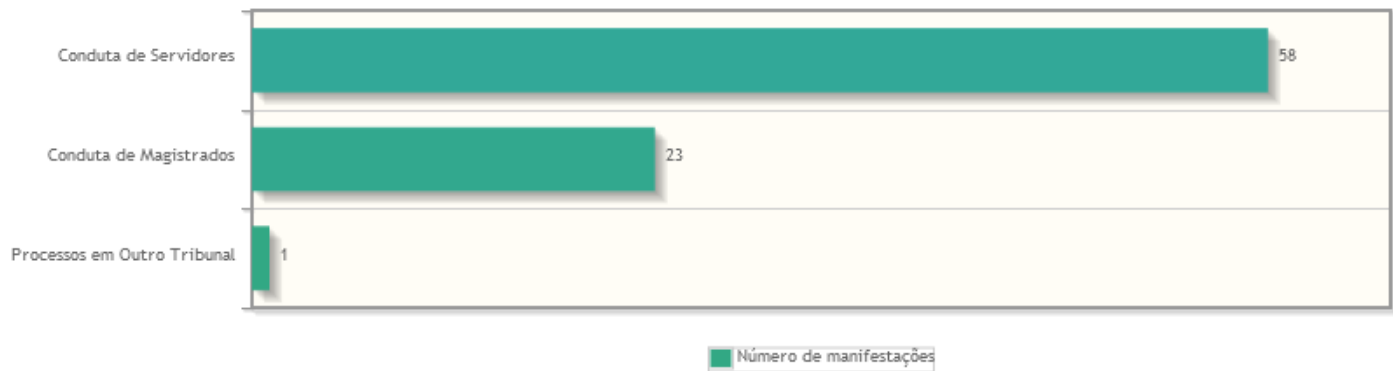 Conduta de Servidores
58
Conduta de Magistrados
23
Processos em Outro Tribunal
1
Número de manifestações